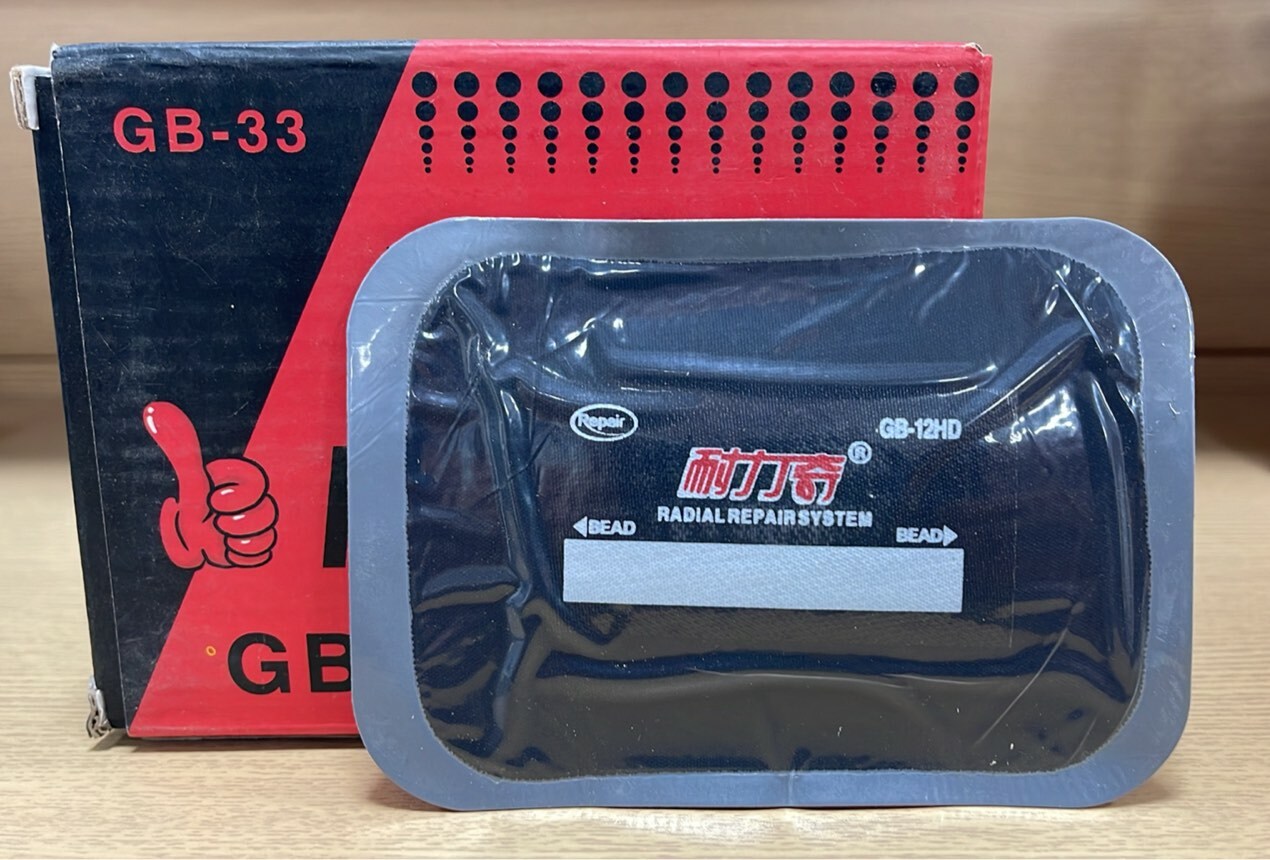 GB-33
GB
Repair
GB-12HD
耐力奇®
RADIAL REPAIR SYSTEM
◀BEAD
BEAD▶